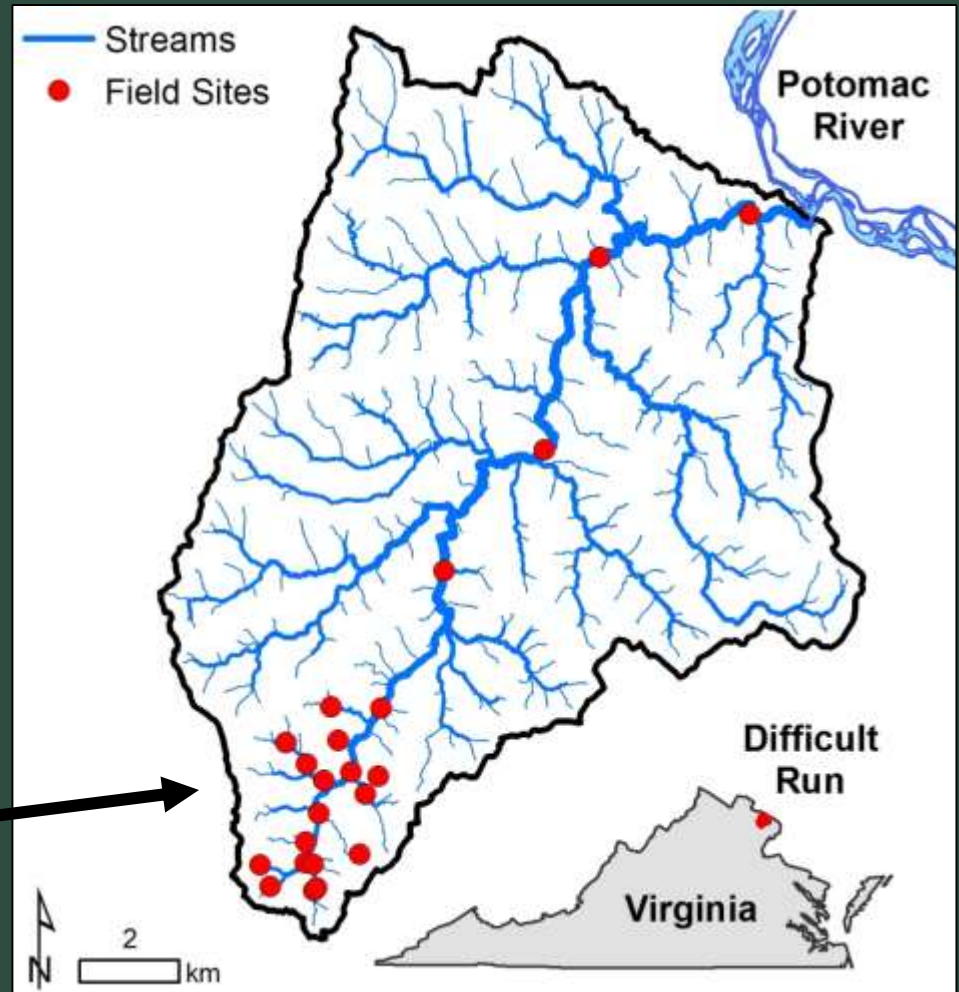 Streams
Field Sites
Potomac
River
Difficult
Run
Virginia
N
2
km